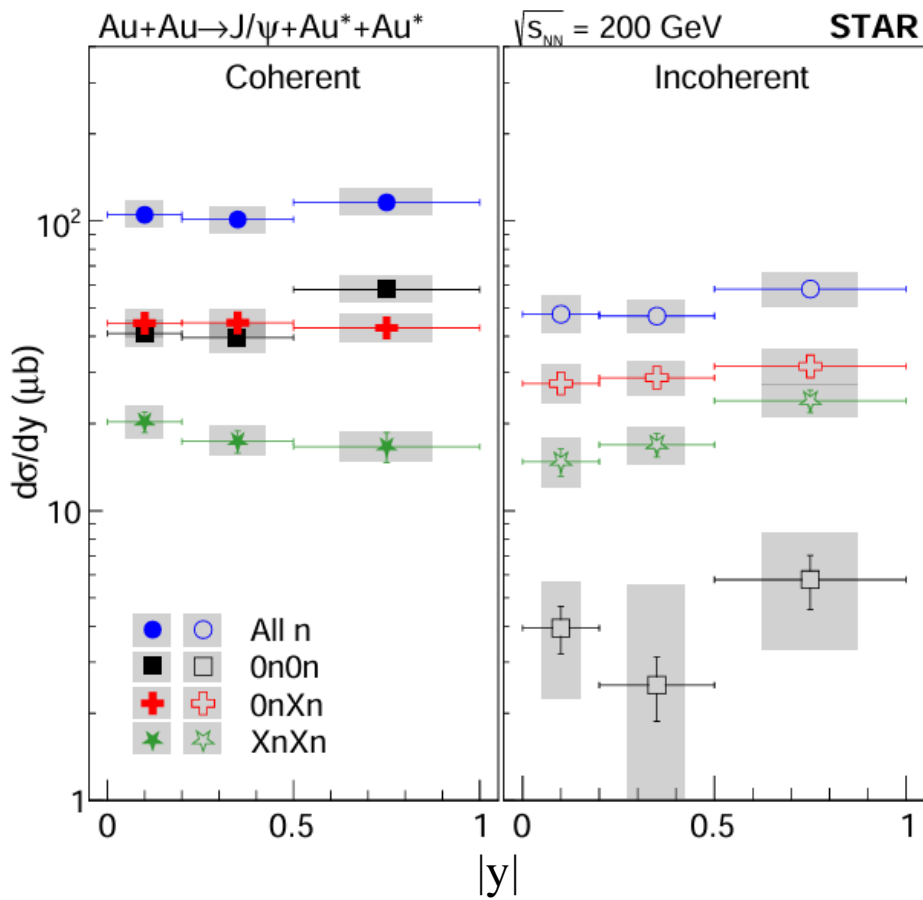 Au+Au→J/ψ+Au*+Au*
√s_NN = 200 GeV STAR
Coherent
Incoherent
dσ/dy (μb)
10²
10
1
All n
0n0n
0nXn
XnXn
0 0.5 1
0 0.5 1
|y|